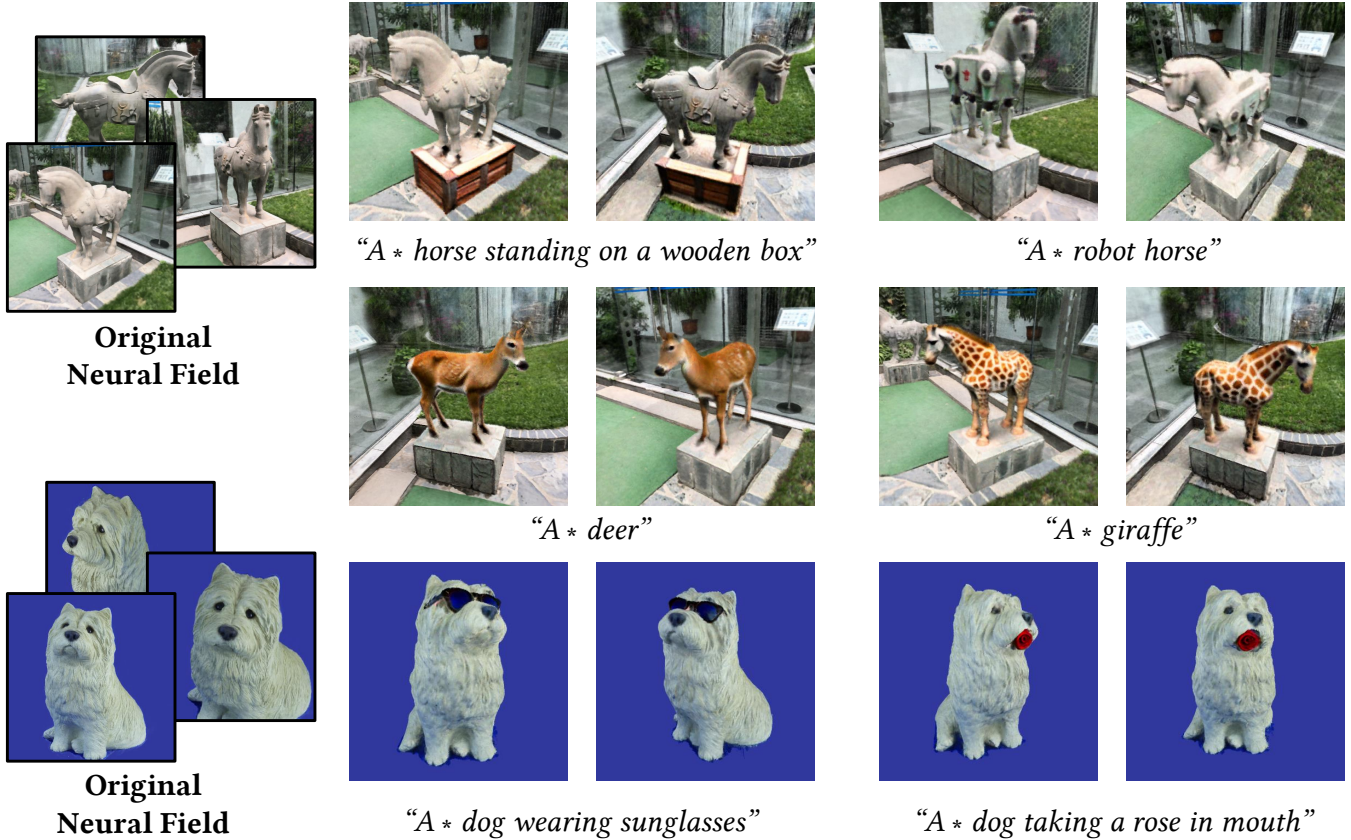 “A * horse standing on a wooden box”
“A * robot horse”
Original
Neural Field
“A * deer”
“A * giraffe”
Original
Neural Field
“A * dog wearing sunglasses”
“A * dog taking a rose in mouth”